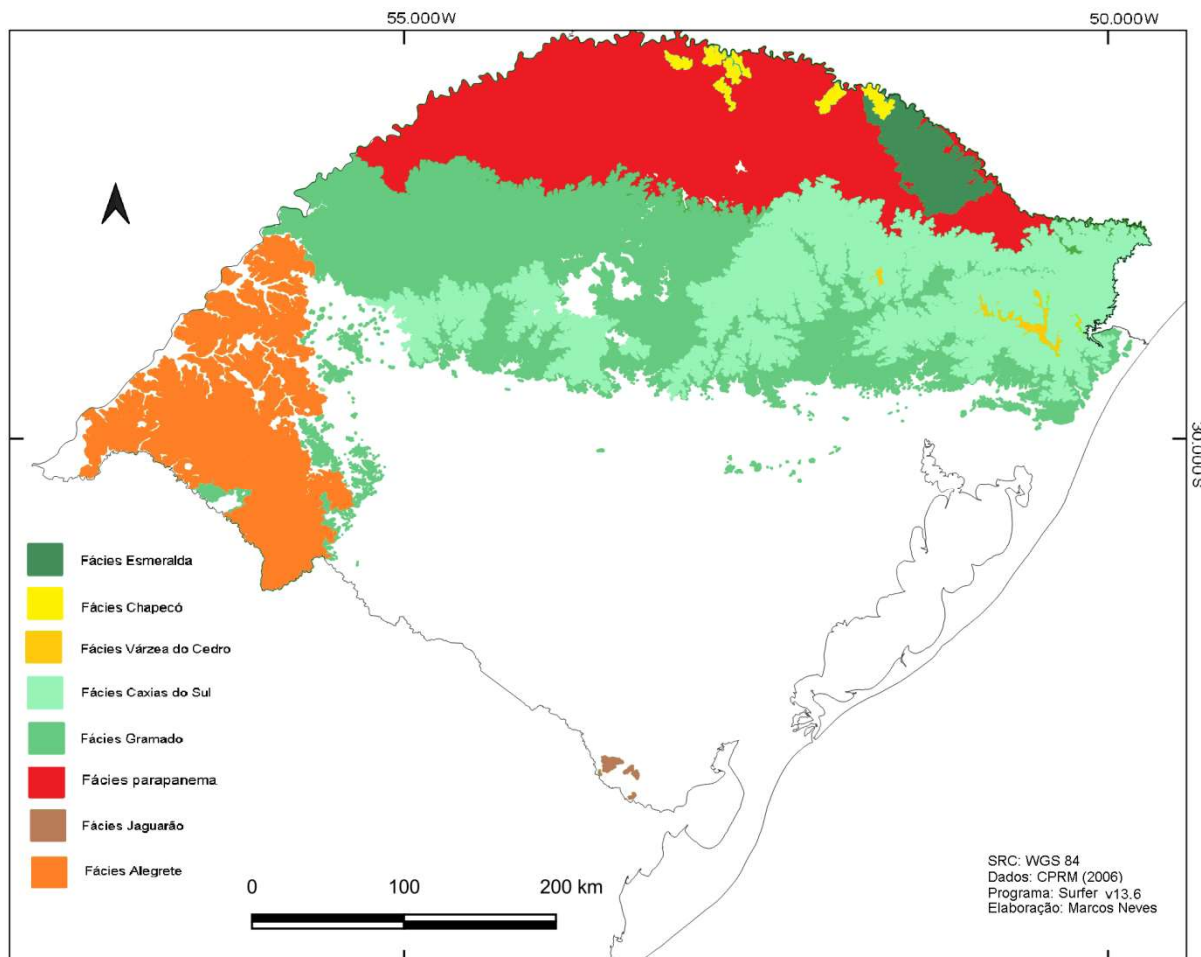 55.000W
50.000W
30.000S
Fácies Esmeralda
Fácies Chapecó
Fácies Várzea do Cedro
Fácies Caxias do Sul
Fácies Gramado
Fácies parapanema
Fácies Jaguarão
Fácies Alegrete
0 100 200 km
SRC: WGS 84
Dados: CPRM (2006)
Programa: Surfer v13.6
Elaboração: Marcos Neves